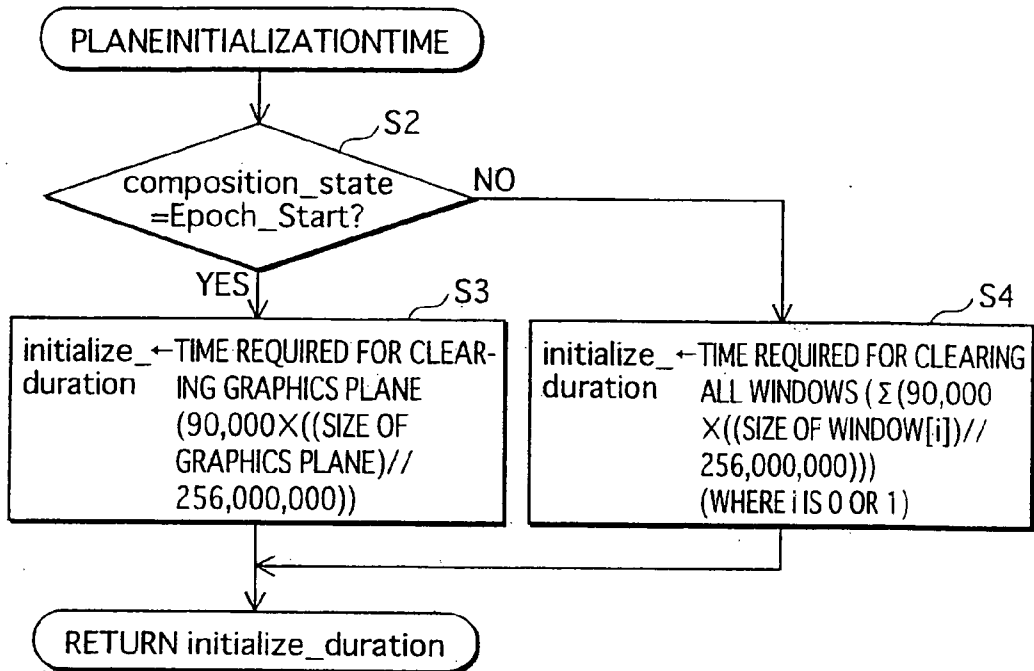 PLANEINITIALIZATIONTIME
S2
composition_state
=Epoch_Start?
NO
YES
S3
initialize_←TIME REQUIRED FOR CLEAR-
duration ING GRAPHICS PLANE
(90,000×((SIZE OF
GRAPHICS PLANE)//
256,000,000))
S4
initialize_←TIME REQUIRED FOR CLEARING
duration ALL WINDOWS (Σ(90,000
×((SIZE OF WINDOW[i])//
256,000,000)))
(WHERE i IS 0 OR 1)
RETURN initialize_duration